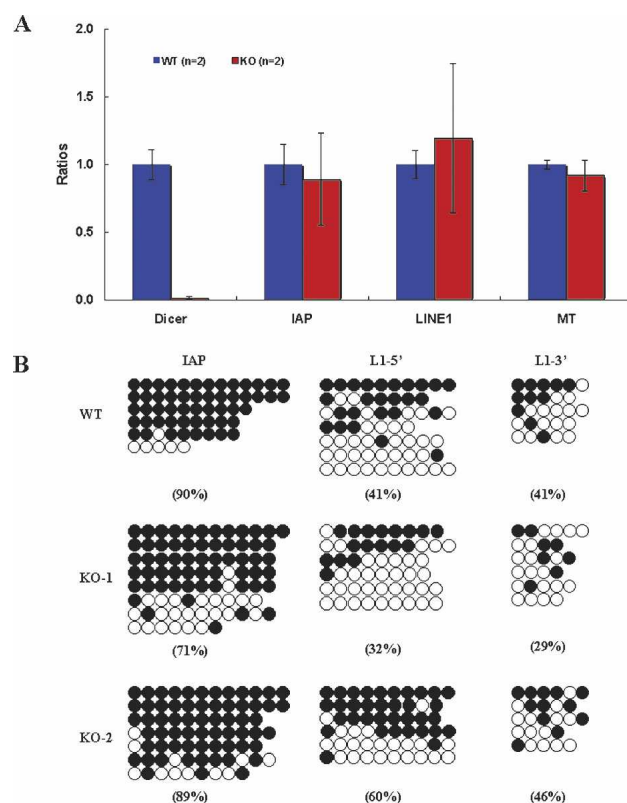 A
2.0
WT (n=2) KO (n=2)
1.5
Ratios
1.0
0.5
0.0
Dicer IAP LINE1 MT
B
IAP L1-5' L1-3'
WT
(90%) (41%) (41%)
KO-1
(71%) (32%) (29%)
KO-2
(89%) (60%) (46%)